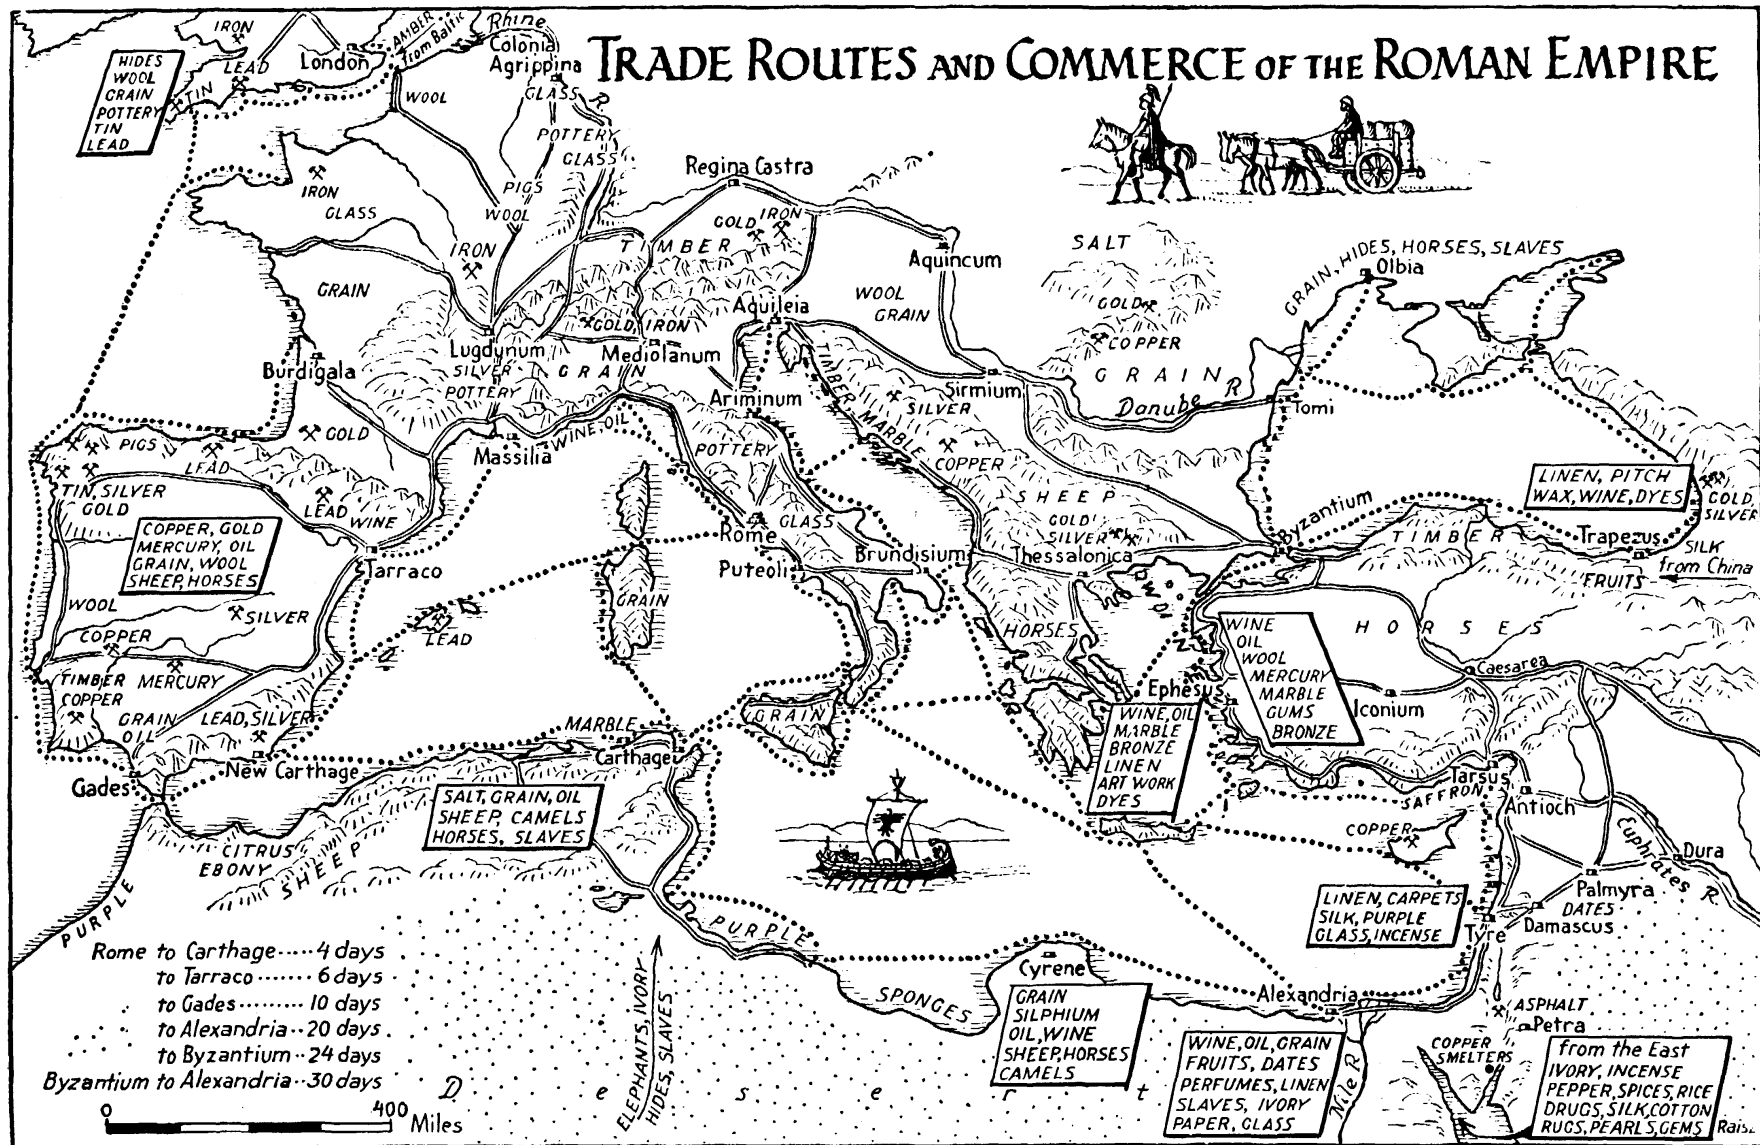 TRADE ROUTES AND COMMERCE OF THE ROMAN EMPIRE
IRON
HIDES
WOOL
GRAIN
POTTERY
TIN
LEAD
LEAD
TIN
London
AMBER
from Baltic
Rhine
R.
Colonia
Agrippina
GLASS
WOOL
POTTERY
GLASS
PIGS
WOOL
IRON
GLASS
IRON
GRAIN
Regina Castra
GOLD
IRON
TIMBER
Aquincum
WOOL
GRAIN
SALT
GOLD
COPPER
GRAIN
GRAIN, HIDES, HORSES, SLAVES
Olbia
Aquileia
GOLD, IRON
Lugdunum
SILVER
POTTERY
Mediolanum
GRAIN
Burdigala
Ariminum
TIMBER
MARBLE
SILVER
Sirmium
Danube R
Tomi
GOLD
PIGS
LEAD
Massilia
WINE OIL
POTTERY
COPPER
SHEEP
GOLD
SILVER
LINEN, PITCH
WAX, WINE, DYES
GOLD
SILVER
TIN, SILVER
GOLD
LEAD
WINE
COPPER, GOLD
MERCURY, OIL
GRAIN, WOOL
SHEEP, HORSES
Tarraco
Rome
GLASS
Puteoli
Brundisium
Thessalonica
Byzantium
TIMBER
Trapezus
SILK
from China
FRUITS
WOOL
SILVER
COPPER
LEAD
GRAIN
HORSES
WINE
OIL
WOOL
MERCURY
MARBLE
GUMS
BRONZE
HORSES
Caesarea
TIMBER
MERCURY
COPPER
GRAIN
OIL
LEAD, SILVER
MARBLE
GRAIN
Ephesus
Iconium
WINE, OIL
MARBLE
BRONZE
LINEN
ART WORK
DYES
Gades
New Carthage
Carthage
Tarsus
SAFFRON
Antioch
SALT, GRAIN, OIL
SHEEP, CAMELS
HORSES, SLAVES
CITRUS
EBONY
SHEEP
COPPER
Euphrates R.
Dura
PURPLE
Palmyra
DATES
Damascus
LINEN, CARPETS
SILK, PURPLE
GLASS, INCENSE
Tyre
PURPLE
Rome to Carthage.....4 days
to Tarraco.......6 days
to Gades.........10 days
to Alexandria..20 days
to Byzantium..24 days
Byzantium to Alexandria..30 days
0 400 Miles
ELEPHANTS, IVORY
HIDES, SLAVES
SPONGES
Cyrene
GRAIN
SILPHIUM
OIL, WINE
SHEEP, HORSES
CAMELS
Alexandria
ASPHALT
Petra
COPPER
SMELTERS
WINE, OIL, GRAIN
FRUITS, DATES
PERFUMES, LINEN
SLAVES, IVORY
PAPER, GLASS
Nile R
from the East
IVORY, INCENSE
PEPPER, SPICES, RICE
DRUGS, SILK, COTTON
RUGS, PEARLS, GEMS
Desert